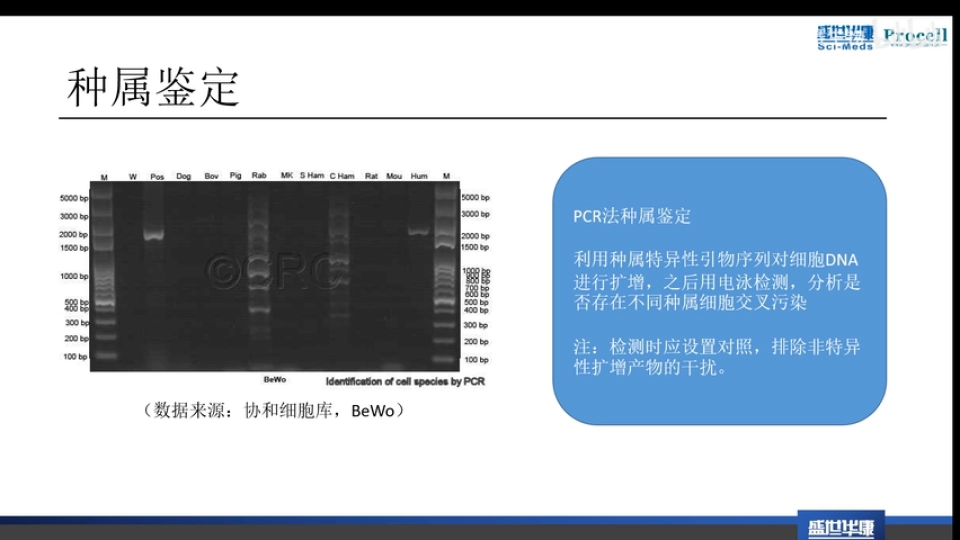 盛世华康 Procell
Sci-Meds
种属鉴定
M W Pos Dog Bov Pig Rab MK S Ham C Ham Rat Mou Hum M
5000 bp
3000 bp
2000 bp
1500 bp
1000 bp
500 bp
400 bp
300 bp
200 bp
100 bp
5000 bp
3000 bp
2000 bp
1500 bp
1000 bp
900 bp
800 bp
700 bp
600 bp
500 bp
400 bp
300 bp
200 bp
100 bp
©CRC
BeWo
Identification of cell species by PCR
（数据来源：协和细胞库，BeWo）
PCR法种属鉴定
利用种属特异性引物序列对细胞DNA
进行扩增，之后用电泳检测，分析是
否存在不同种属细胞交叉污染
注：检测时应设置对照，排除非特异
性扩增产物的干扰。
盛世华康